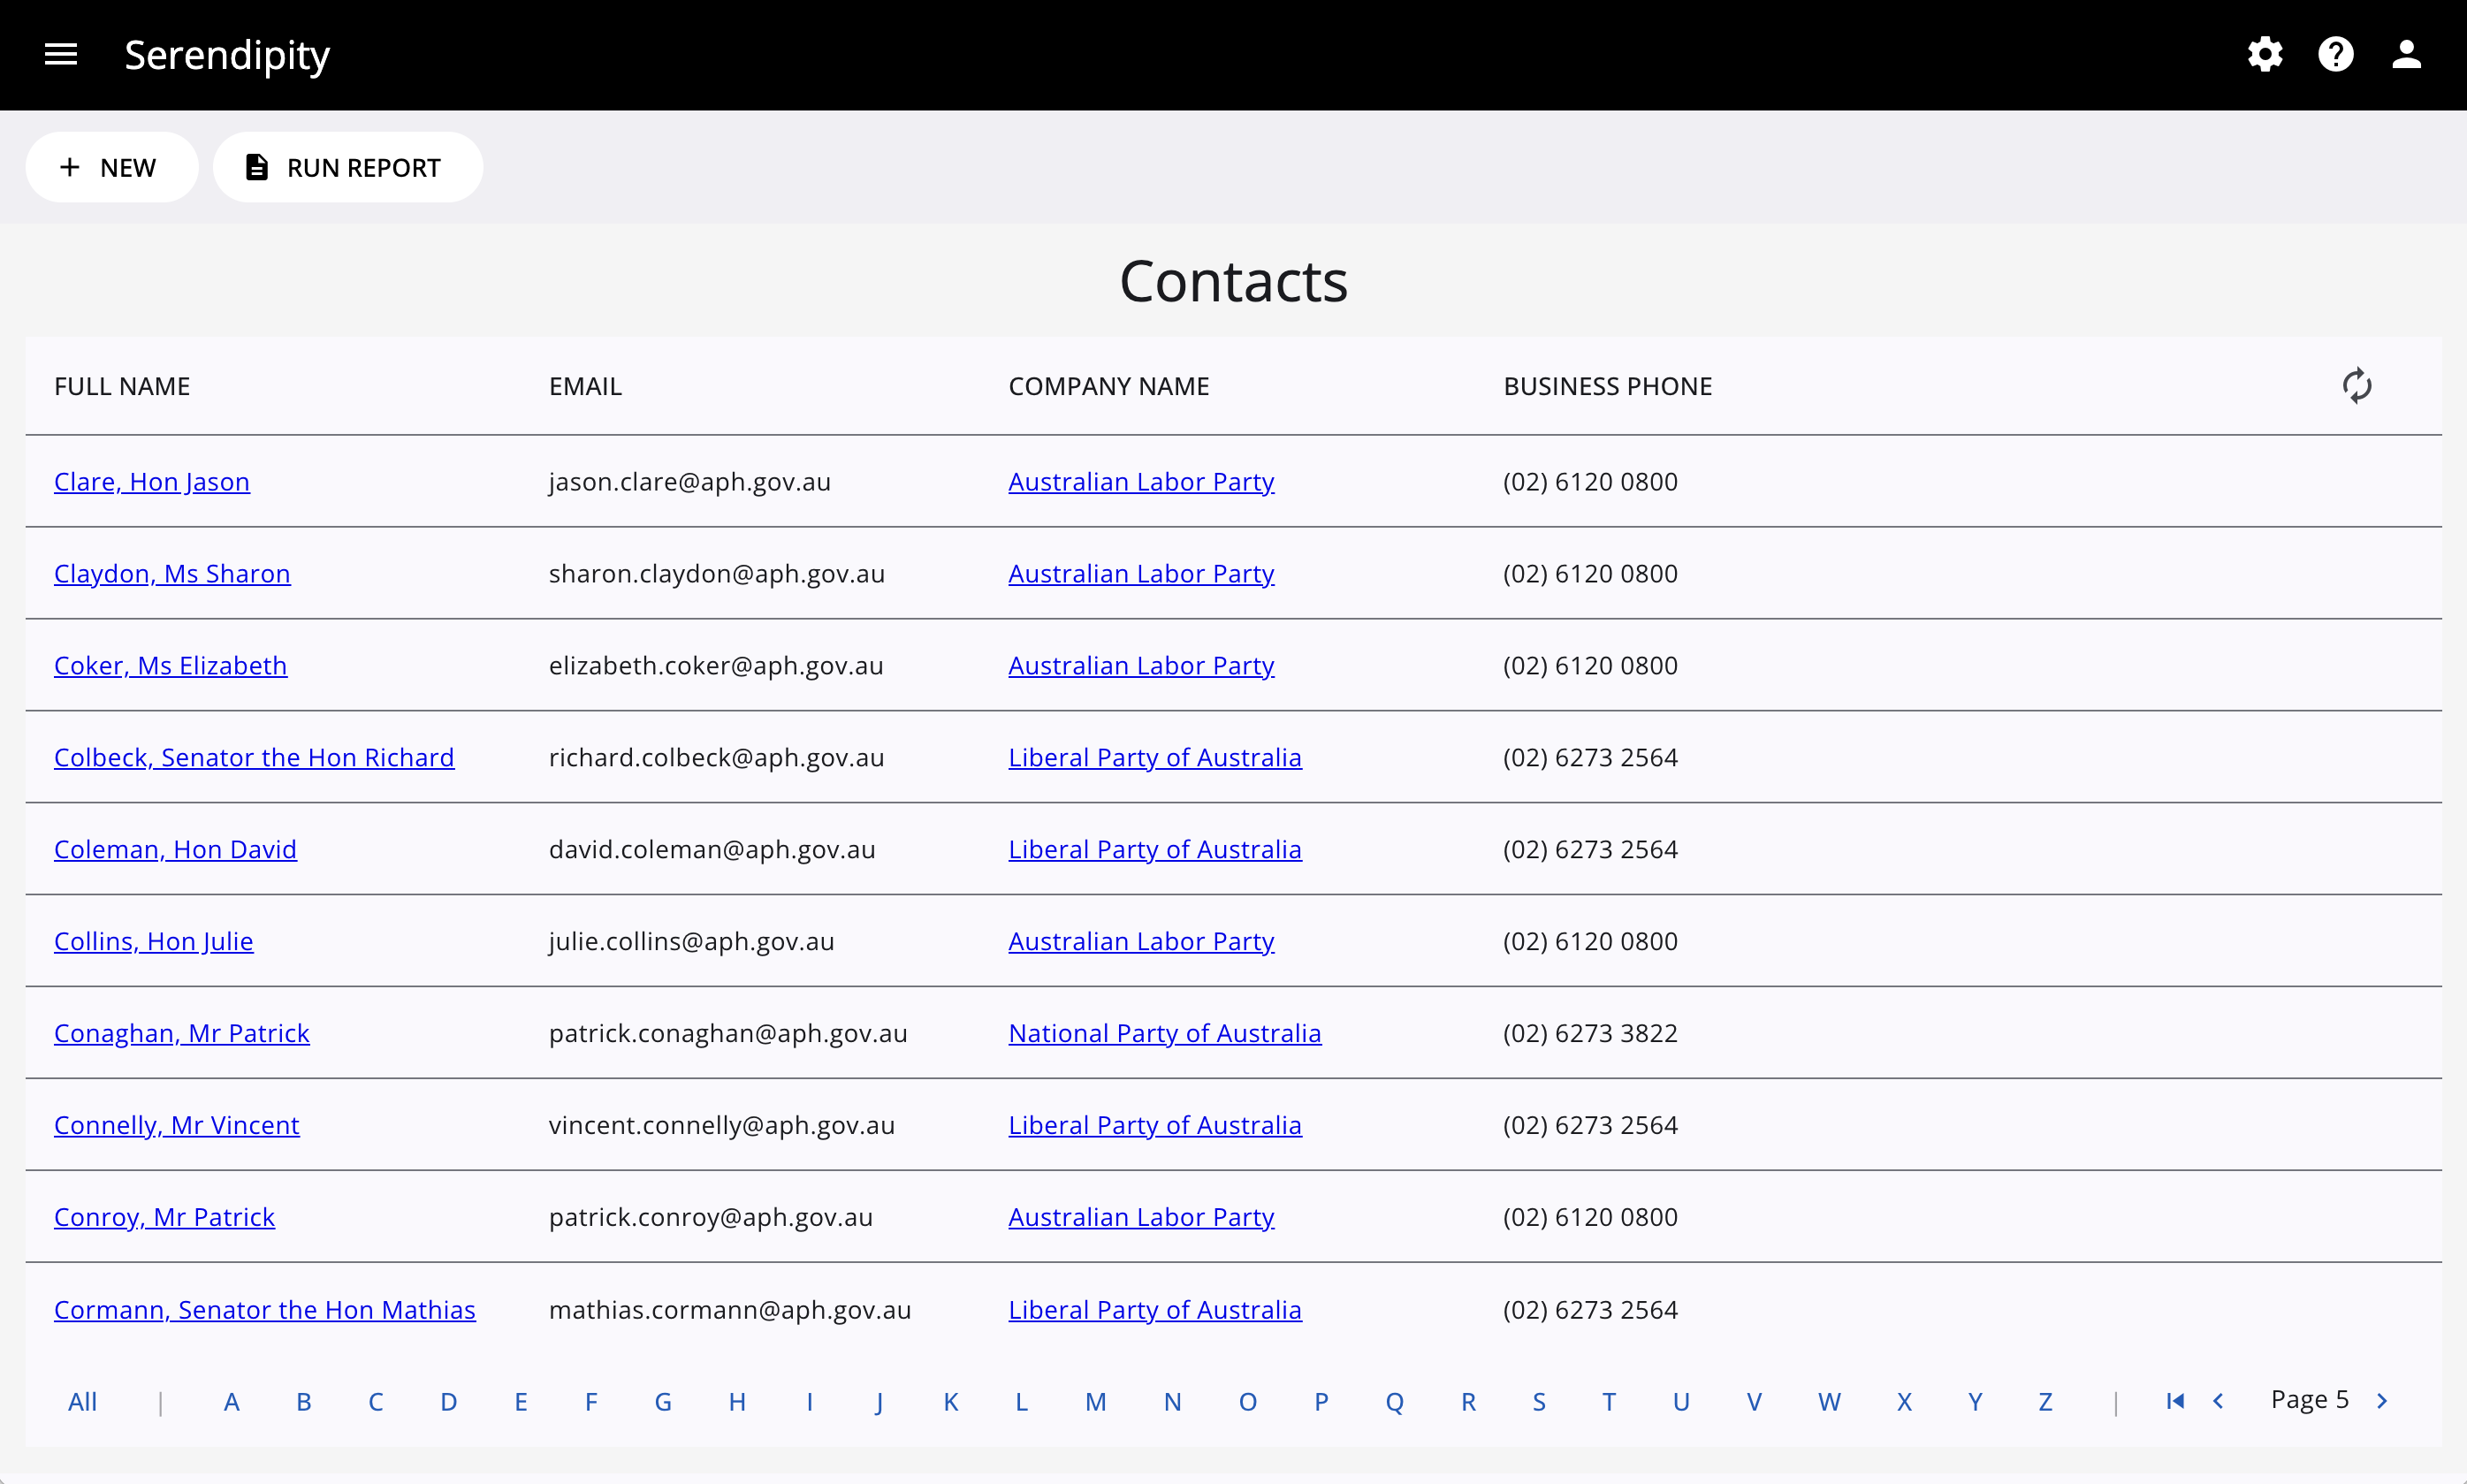 Serendipity
NEW RUN REPORT
Contacts
FULL NAME EMAIL COMPANY NAME BUSINESS PHONE
Clare, Hon Jason jason.clare@aph.gov.au Australian Labor Party (02) 6120 0800
Claydon, Ms Sharon sharon.claydon@aph.gov.au Australian Labor Party (02) 6120 0800
Coker, Ms Elizabeth elizabeth.coker@aph.gov.au Australian Labor Party (02) 6120 0800
Colbeck, Senator the Hon Richard richard.colbeck@aph.gov.au Liberal Party of Australia (02) 6273 2564
Coleman, Hon David david.coleman@aph.gov.au Liberal Party of Australia (02) 6273 2564
Collins, Hon Julie julie.collins@aph.gov.au Australian Labor Party (02) 6120 0800
Conaghan, Mr Patrick patrick.conaghan@aph.gov.au National Party of Australia (02) 6273 3822
Connelly, Mr Vincent vincent.connelly@aph.gov.au Liberal Party of Australia (02) 6273 2564
Conroy, Mr Patrick patrick.conroy@aph.gov.au Australian Labor Party (02) 6120 0800
Cormann, Senator the Hon Mathias mathias.cormann@aph.gov.au Liberal Party of Australia (02) 6273 2564
All | A B C D E F G H I J K L M N O P Q R S T U V W X Y Z | Page 5